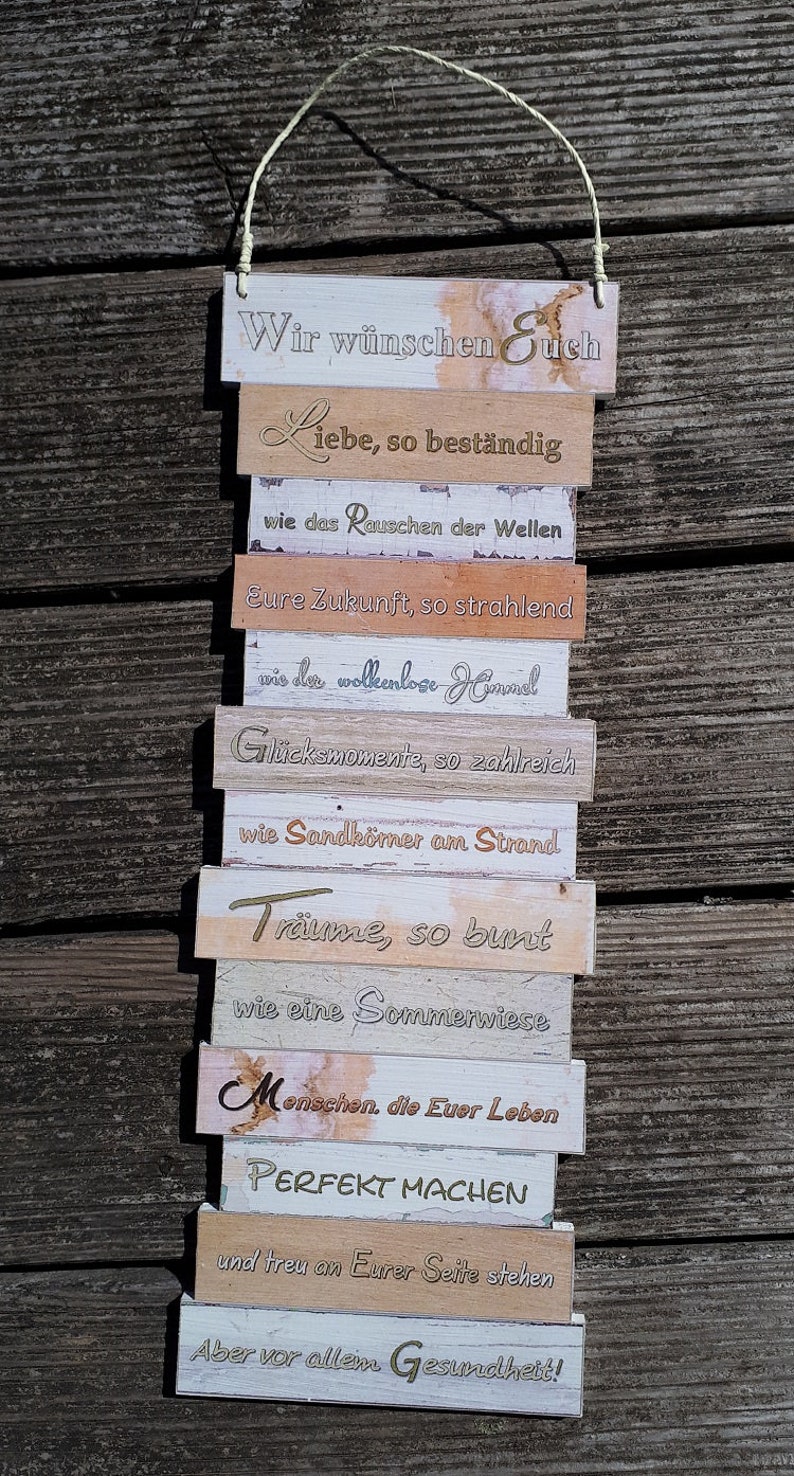 Wir wünschen Euch
Liebe, so beständig
wie das Rauschen der Wellen
Eure Zukunft, so strahlend
wie der wolkenlose Himmel
Glücksmomente, so zahlreich
wie Sandkörner am Strand
Träume, so bunt
wie eine Sommerwiese
Menschen. die Euer Leben
PERFEKT MACHEN
und treu an Eurer Seite stehen
Aber vor allem Gesundheit!